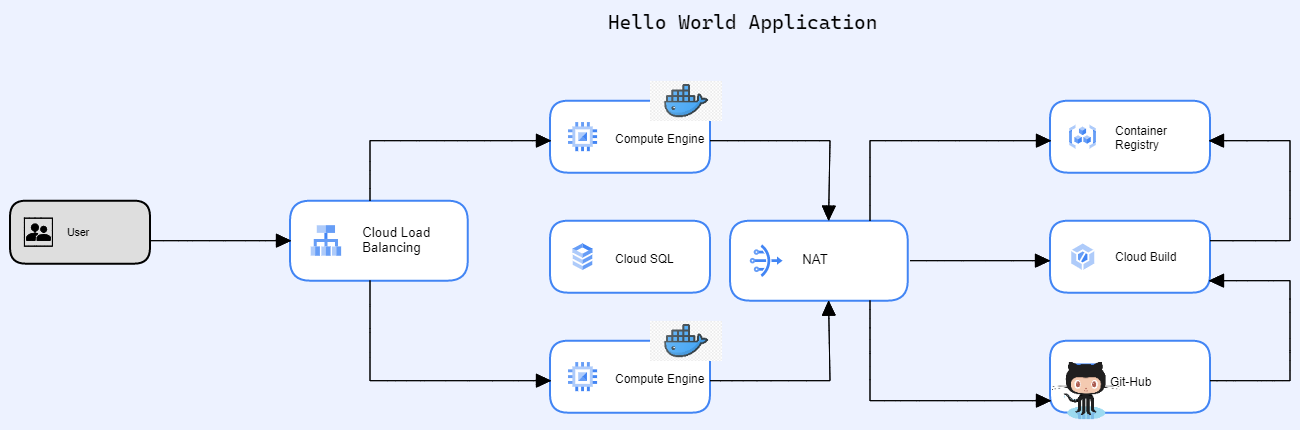 Hello World Application
User
Cloud Load
Balancing
Compute Engine
Cloud SQL
Compute Engine
NAT
Container
Registry
Cloud Build
Git-Hub